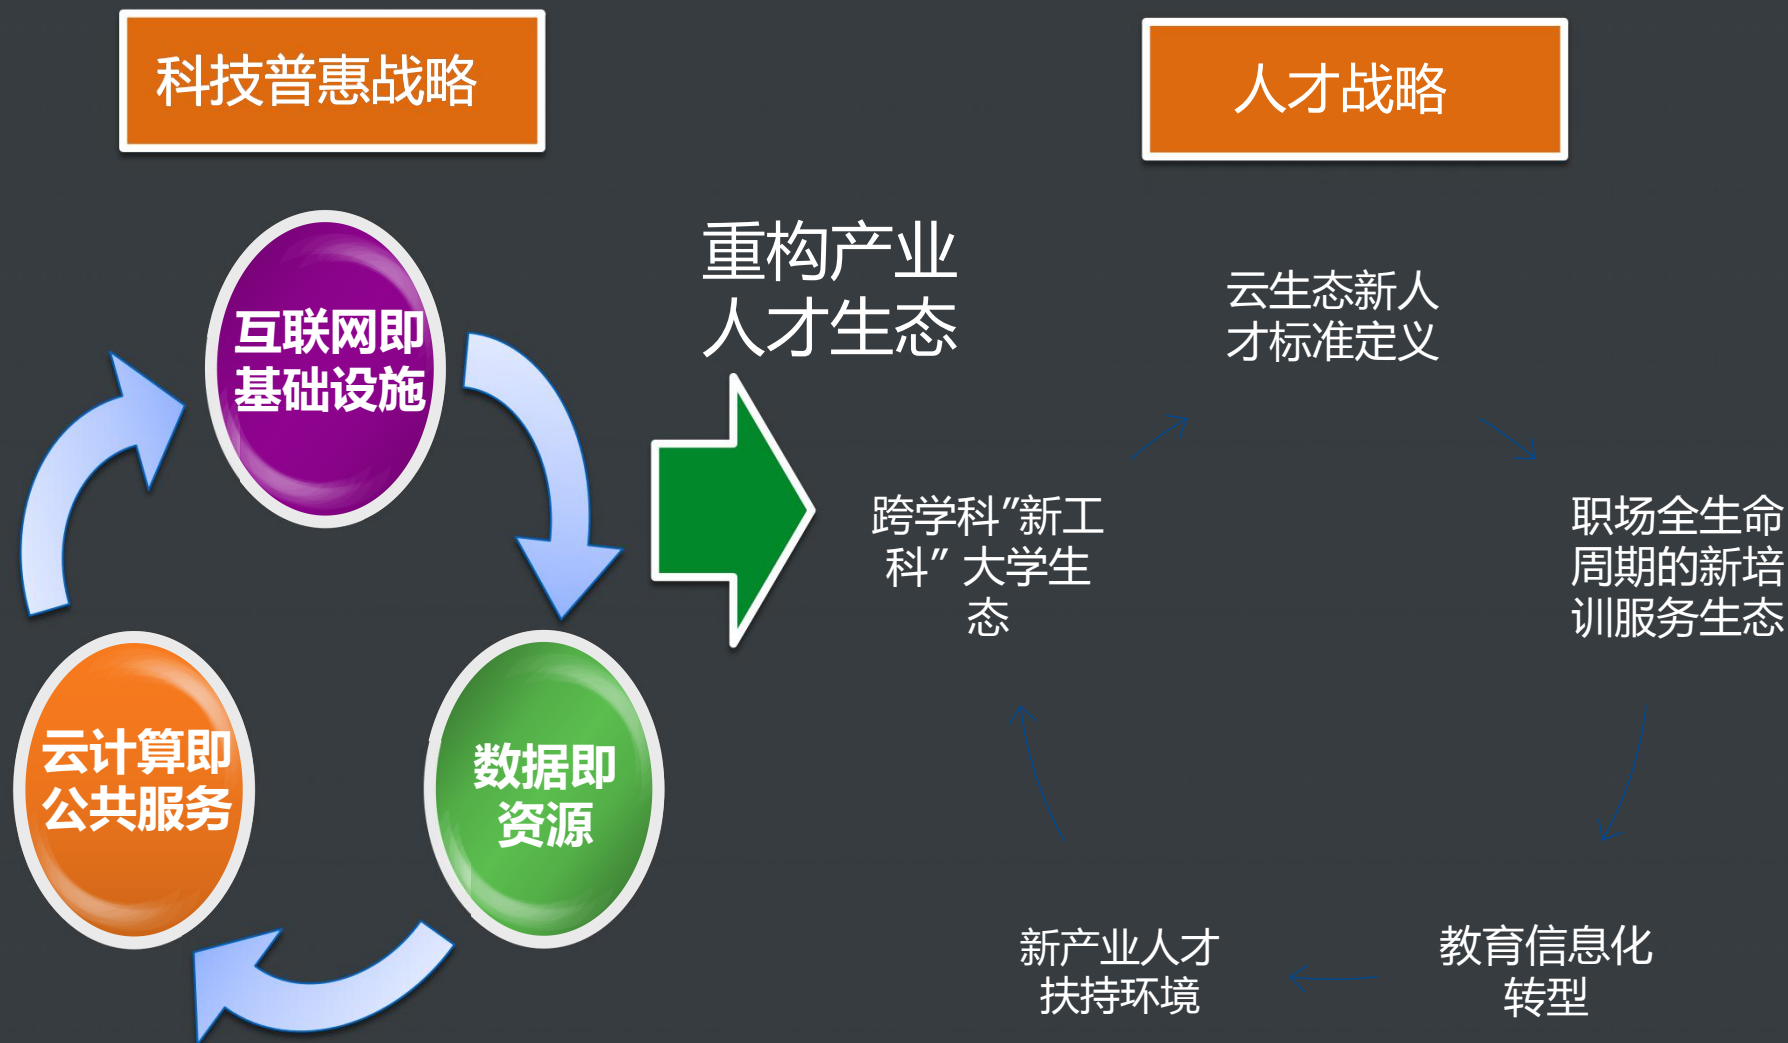 科技普惠战略
人才战略
重构产业
人才生态
互联网即
基础设施
数据即
资源
云计算即
公共服务
云生态新人
才标准定义
职场全生命
周期的新培
训服务生态
教育信息化
转型
新产业人才
扶持环境
跨学科”新工
科” 大学生
态